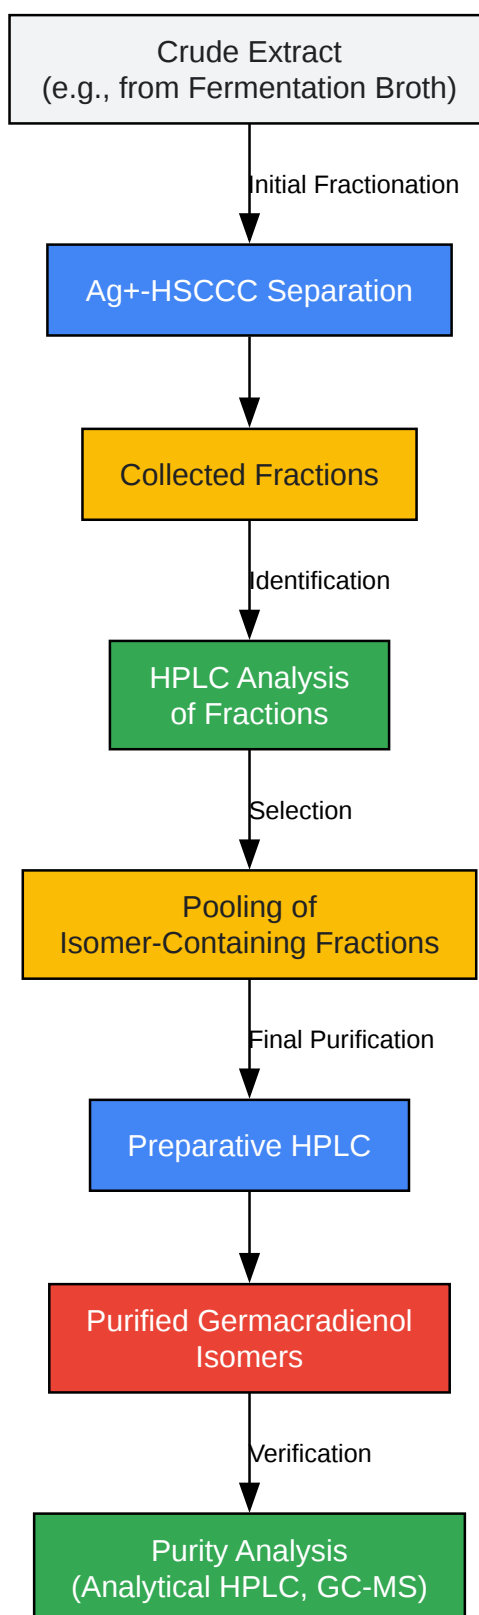 Crude Extract
(e.g., from Fermentation Broth)
Initial Fractionation
Ag+-HSCCC Separation
Collected Fractions
Identification
HPLC Analysis
of Fractions
Selection
Pooling of
Isomer-Containing Fractions
Final Purification
Preparative HPLC
Purified Germacradienol
Isomers
Verification
Purity Analysis
(Analytical HPLC, GC-MS)